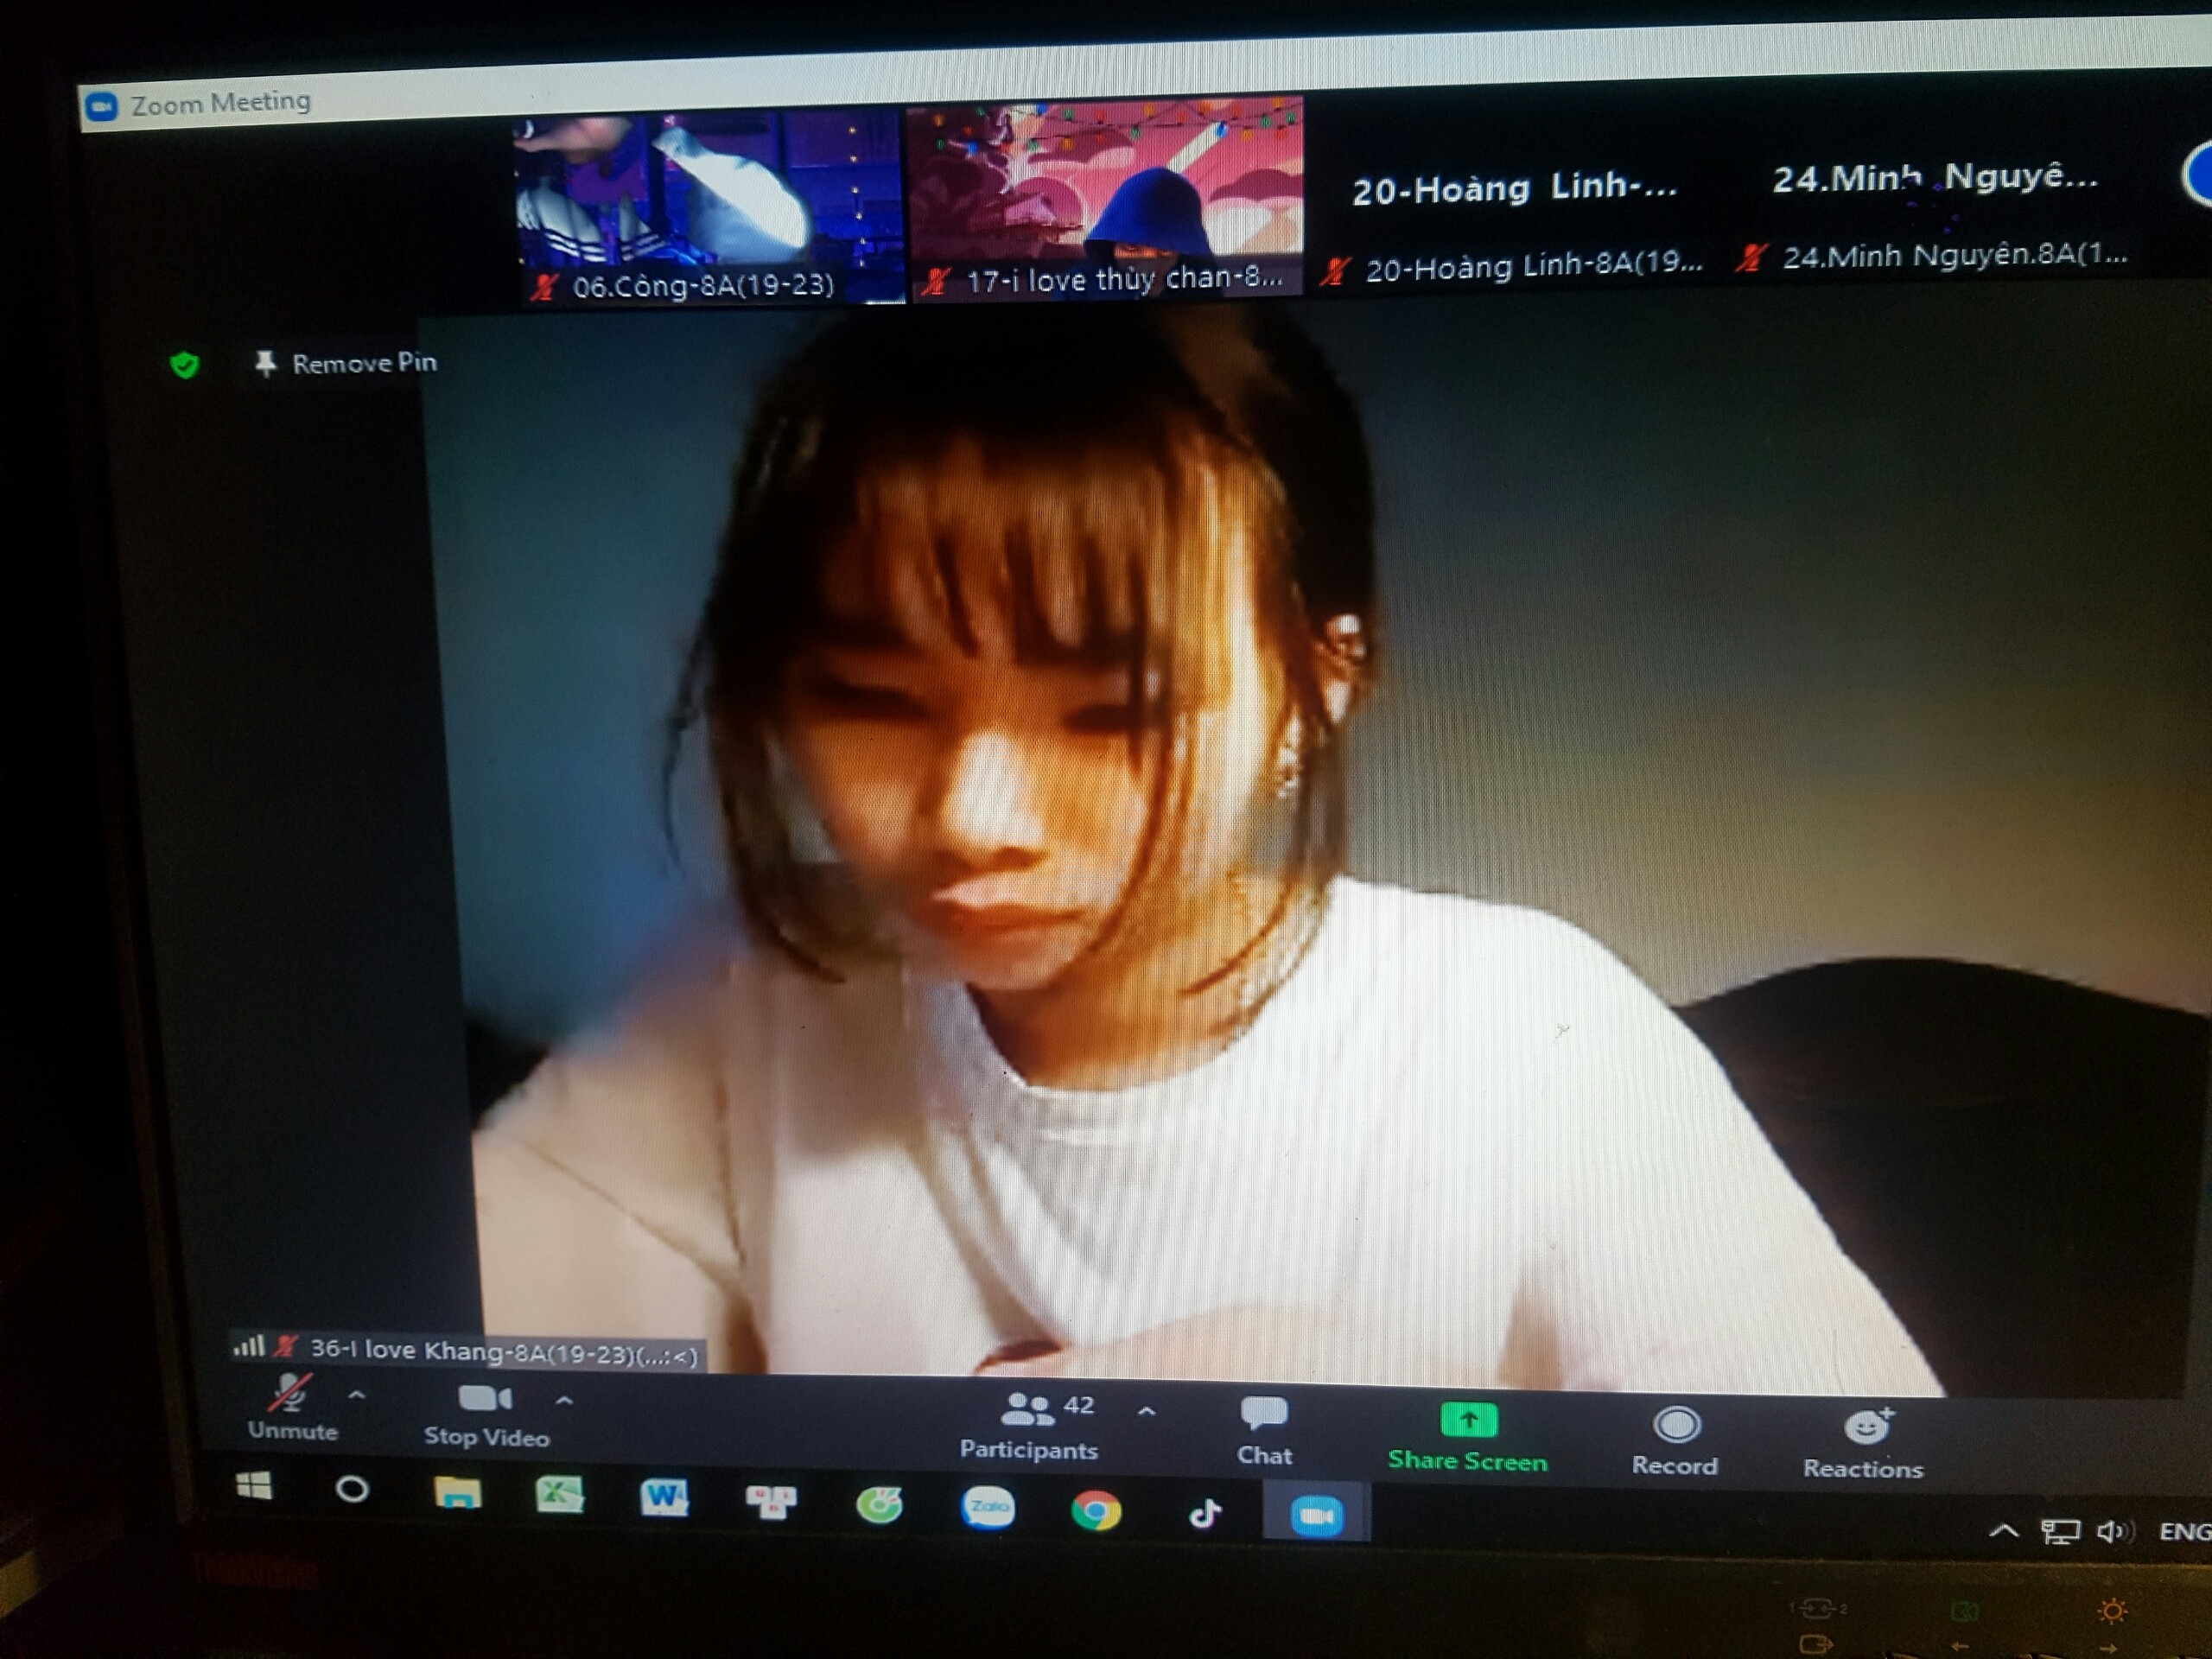 Zoom Meeting
20-Hoàng Linh-...
24.Minh Nguyê...
06.Công-8A(19-23)
17-i love thùy chan-8...
20-Hoàng Linh-8A(19...
24.Minh Nguyên.8A(1...
Remove Pin
36-I love Khang-8A(19-23)(...:<)
Unmute
Stop Video
42
Participants
Chat
Share Screen
Record
Reactions
Zalo
ENG
ThinkVision